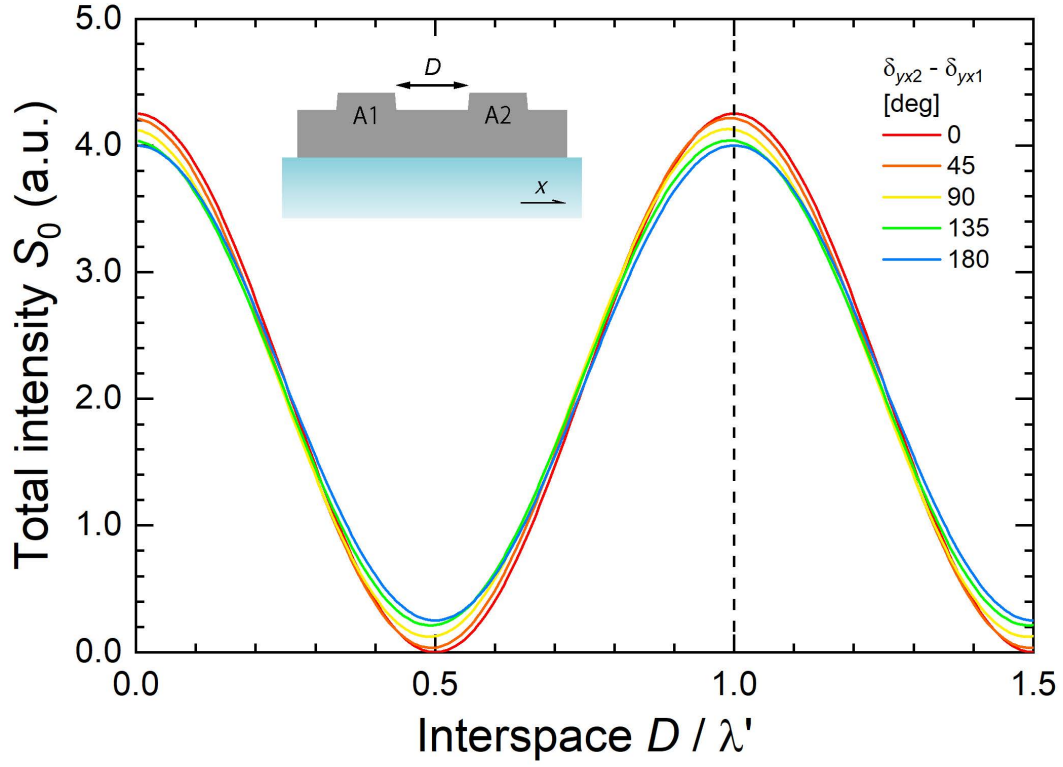 5.0
4.0
3.0
2.0
1.0
0.0
Total intensity S₀ (a.u.)
D
A1 A2
x
δyx2 - δyx1
[deg]
0
45
90
135
180
0.0 0.5 1.0 1.5
Interspace D / λ'